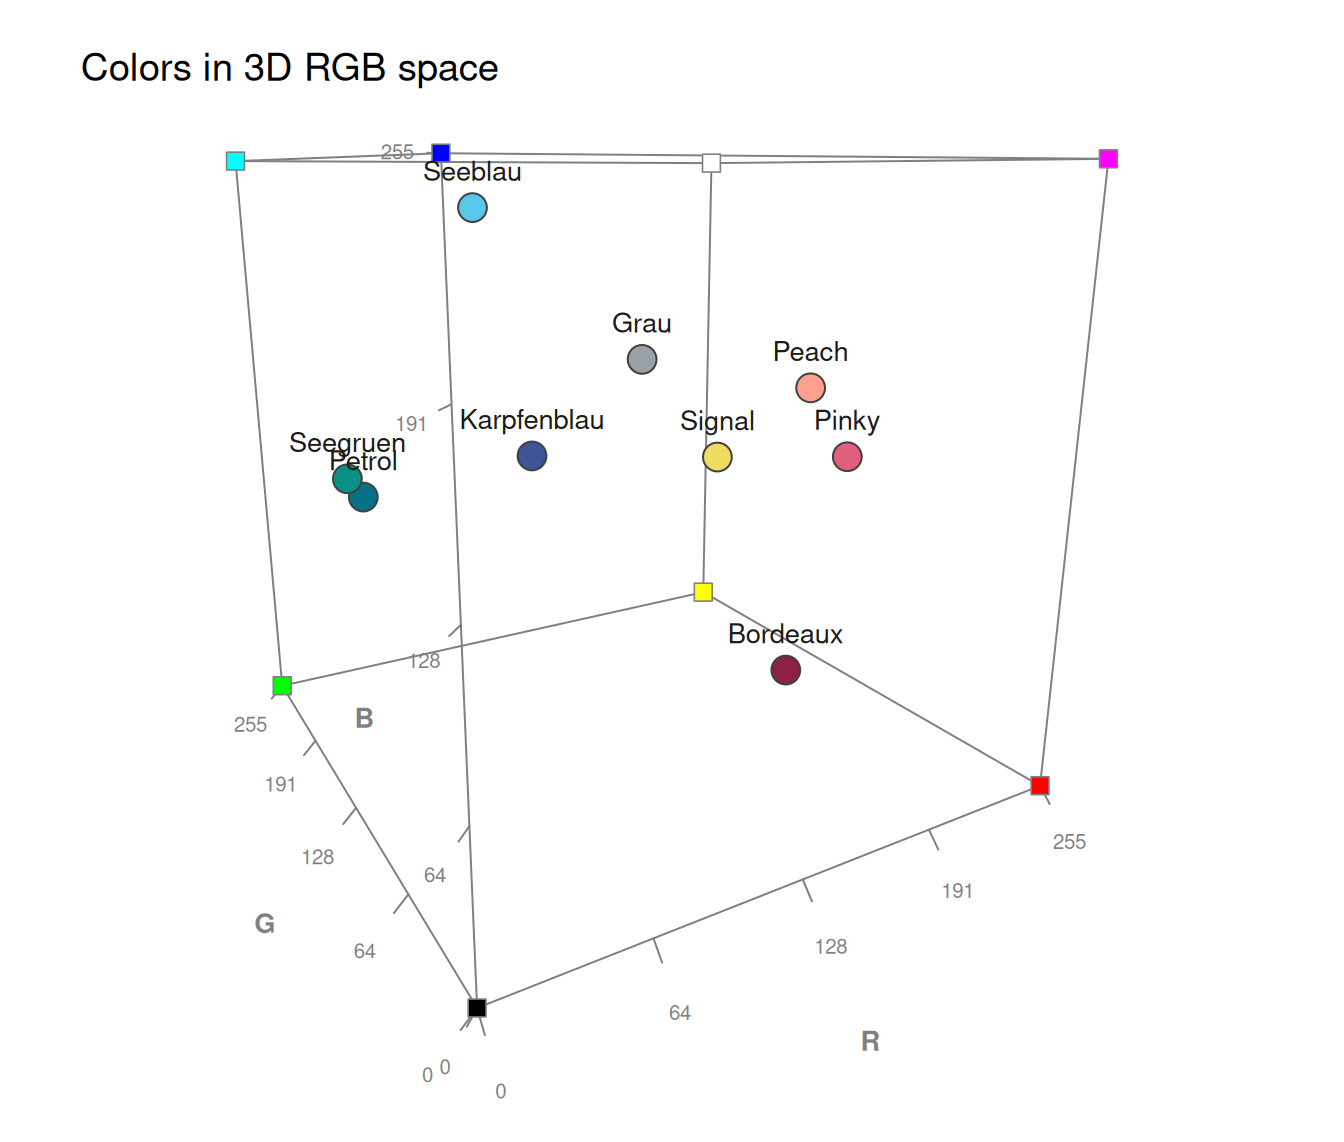 Colors in 3D RGB space
255
Seeblau
Grau
Peach
191
Karpfenblau
Signal
Pinky
Seegruen
Petrol
Bordeaux
128
B
255
191
255
128
64
191
G
64
128
64
R
0
0
0